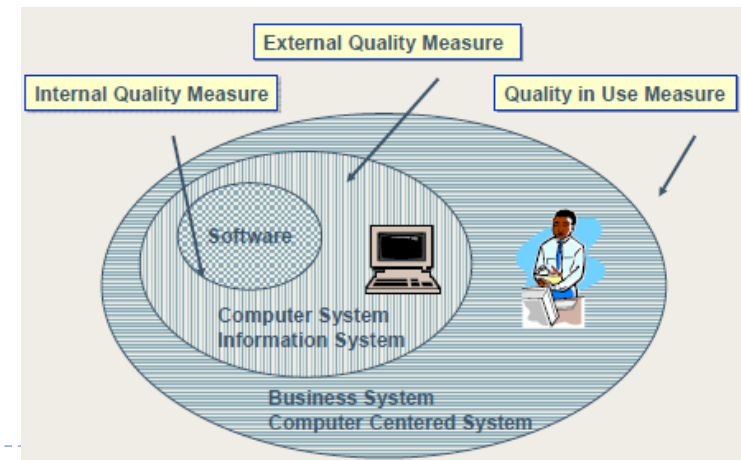 External Quality Measure
Internal Quality Measure
Quality in Use Measure
Software
Computer System
Information System
Business System
Computer Centered System